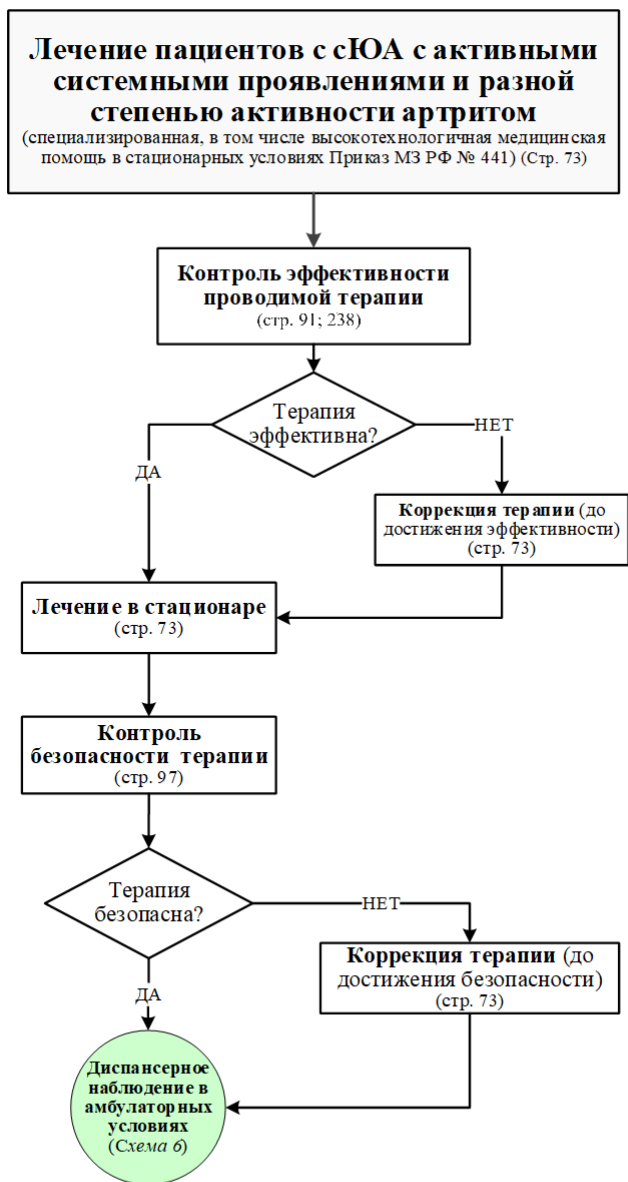 Лечение пациентов с сЮА с активными
системными проявлениями и разной
степенью активности артритом
(специализированная, в том числе высокотехнологичная медицинская
помощь в стационарных условиях Приказ МЗ РФ № 441) (Стр. 73)
Контроль эффективности
проводимой терапии
(стр. 91; 238)
Терапия
эффективна?
НЕТ
ДА
Коррекция терапии (до
достижения эффективности)
(стр. 73)
Лечение в стационаре
(стр. 73)
Контроль
безопасности терапии
(стр. 97)
Терапия
безопасна?
НЕТ
ДА
Коррекция терапии (до
достижения безопасности)
(стр. 73)
Диспансерное
наблюдение в
амбулаторных
условиях
(Схема 6)